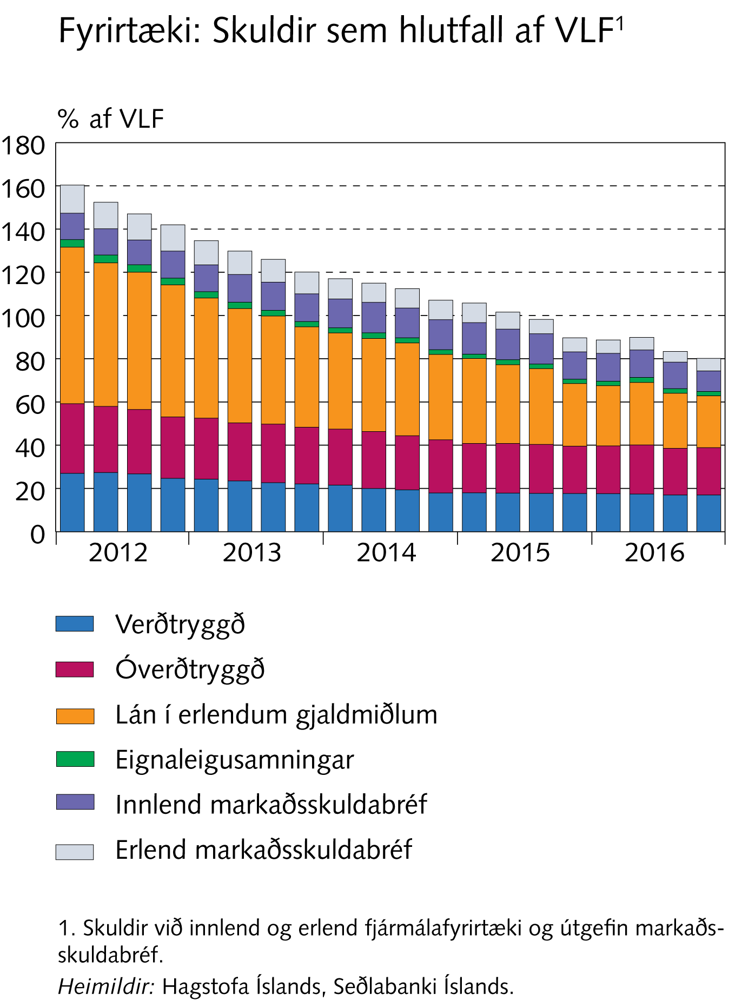 Fyrirtæki: Skuldir sem hlutfall af VLF¹
% af VLF
180
160
140
120
100
80
60
40
20
0
2012 2013 2014 2015 2016
Verðtryggð
Óverðtryggð
Lán í erlendum gjaldmiðlum
Eignaleigusamningar
Innlend markaðsskuldabréf
Erlend markaðsskuldabréf
1. Skuldir við innlend og erlend fjármálafyrirtæki og útgefin markaðs-
skuldabréf.
Heimildir: Hagstofa Íslands, Seðlabanki Íslands.